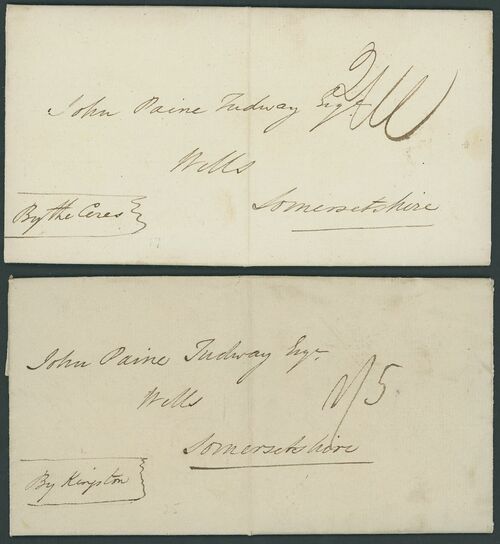 John Paine Tudway Esqr
Wells
Somersetshire
By the Ceres
John Paine Tudway Esqr
Wells
Somersetshire
By Kingston